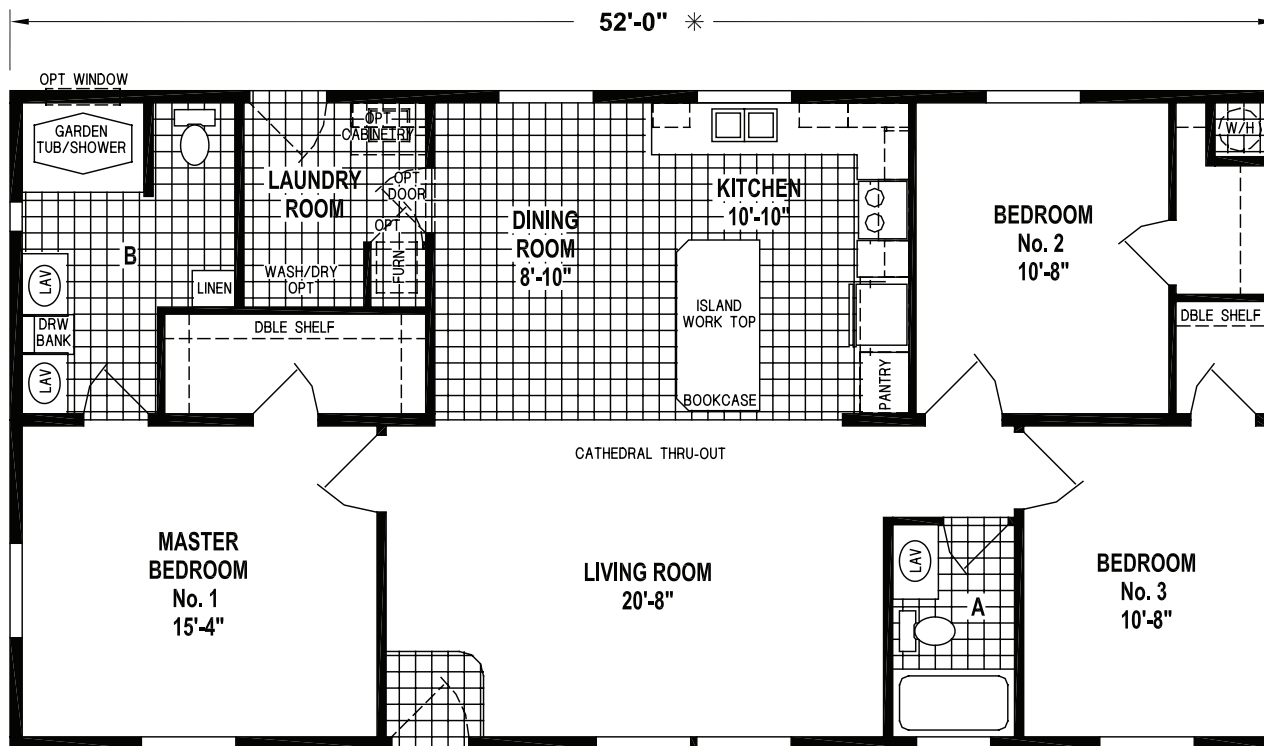 52'-0" ✳
OPT WINDOW
GARDEN
TUB/SHOWER
B
LAV
DRW
BANK
LAV
LINEN
LAUNDRY
ROOM
OPT
CABINETRY
OPT
DOOR
OPT
FURN
WASH/DRY
OPT
DBLE SHELF
DINING
ROOM
8'-10"
KITCHEN
10'-10"
ISLAND
WORK TOP
BOOKCASE
PANTRY
BEDROOM
No. 2
10'-8"
W/H
DBLE SHELF
CATHEDRAL THRU-OUT
MASTER
BEDROOM
No. 1
15'-4"
LIVING ROOM
20'-8"
LAV
A
BEDROOM
No. 3
10'-8"